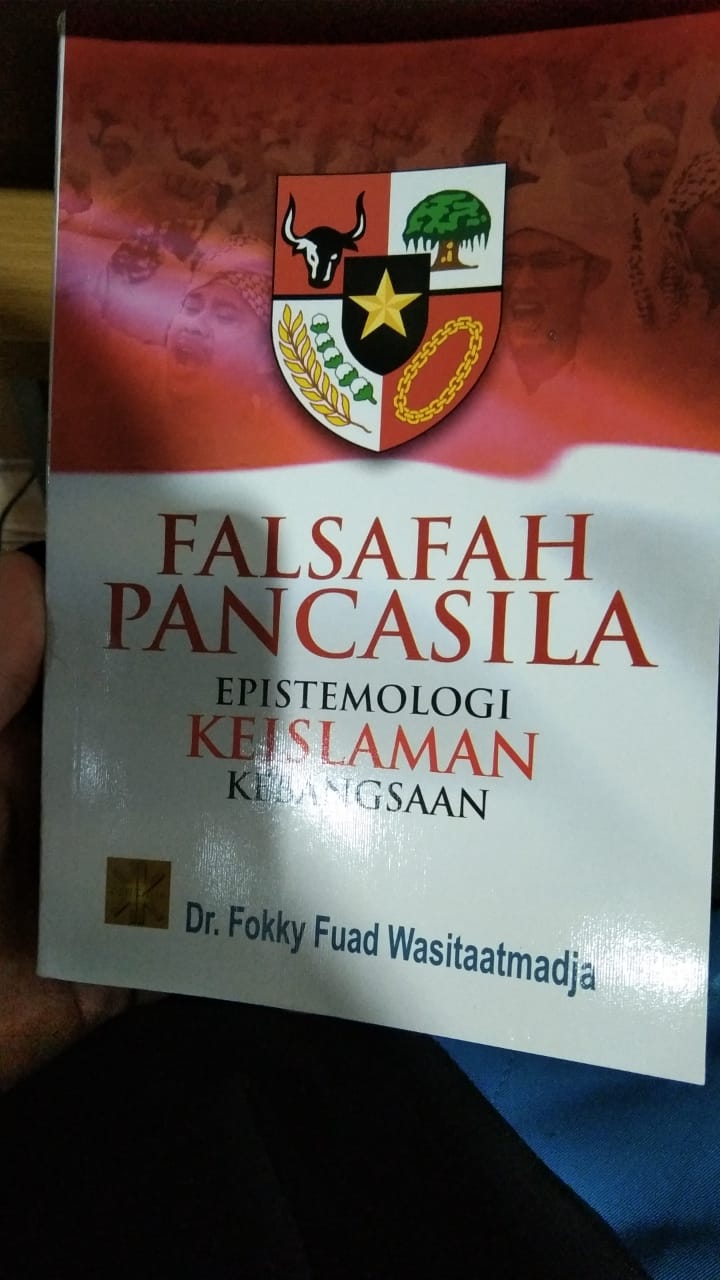 FALSAFAH
PANCASILA
EPISTEMOLOGI
KEISLAMAN
KEBANGSAAN
Dr. Fokky Fuad Wasitaatmadja